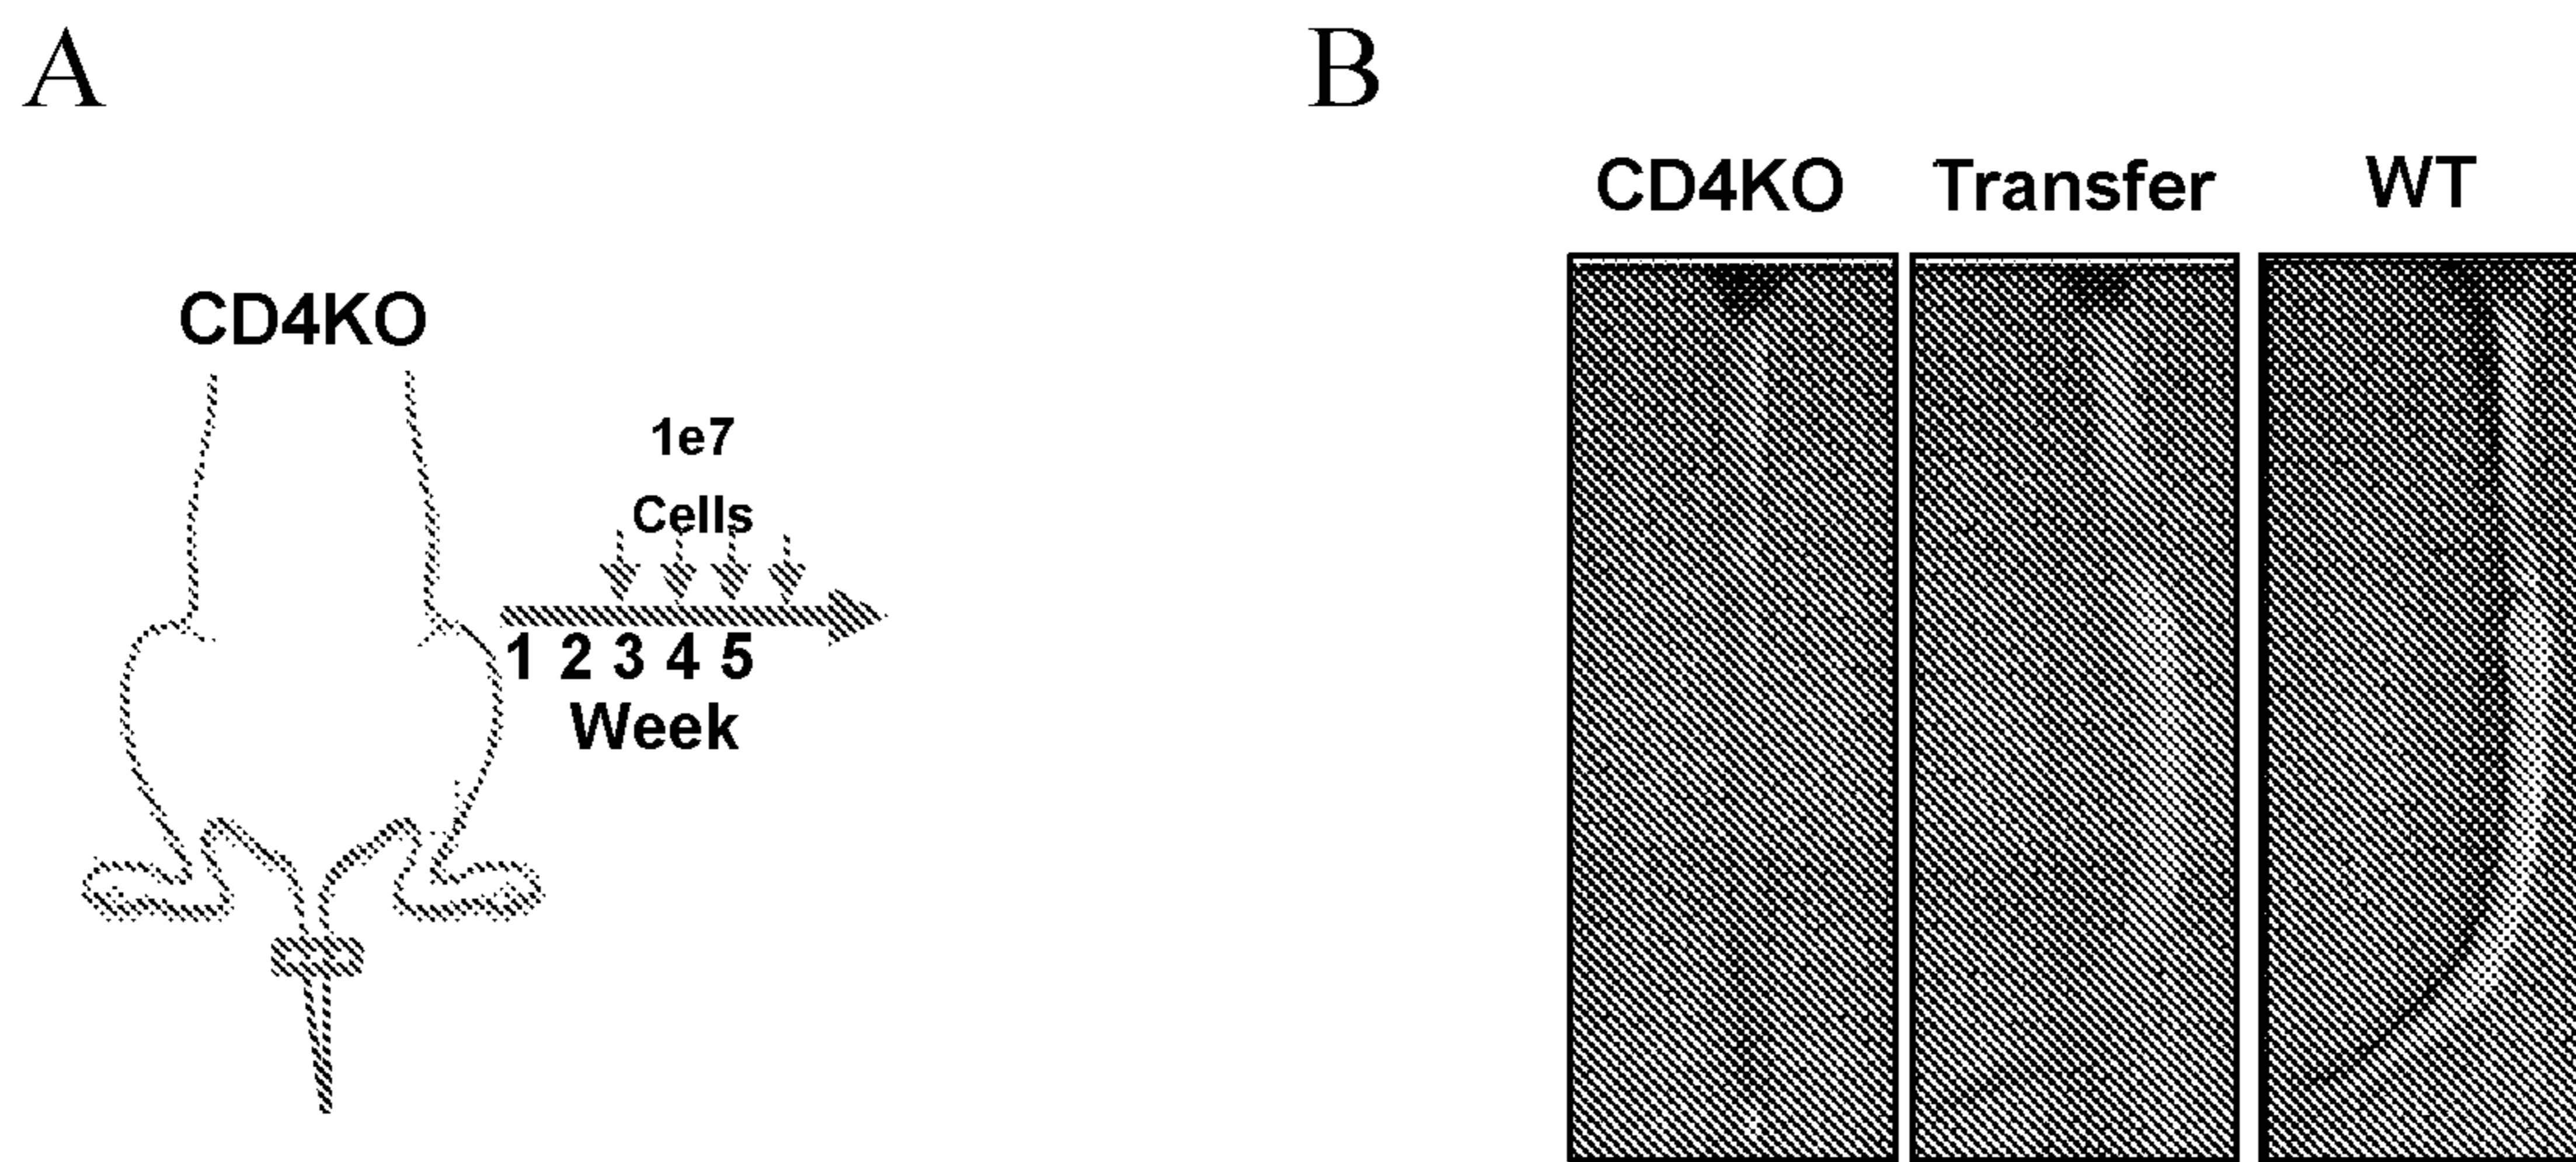 A
CD4KO
1e7
Cells
1 2 3 4 5
Week
B
CD4KO Transfer WT